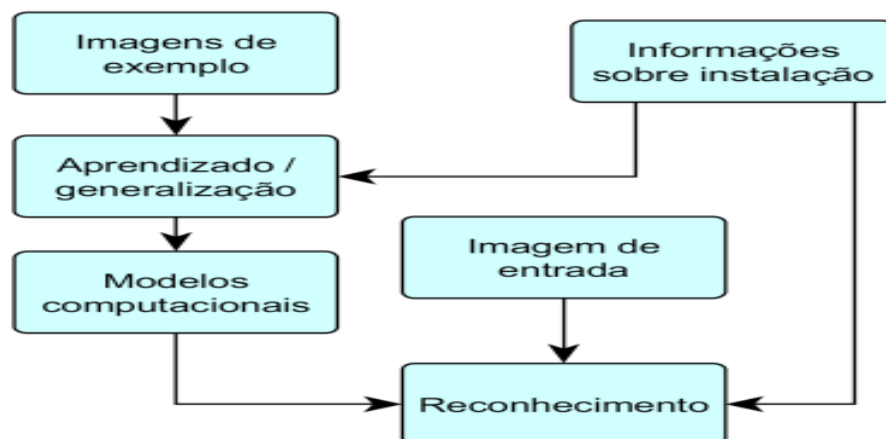 Imagens de
exemplo
Informações
sobre instalação
Aprendizado /
generalização
Imagem de
entrada
Modelos
computacionais
Reconhecimento